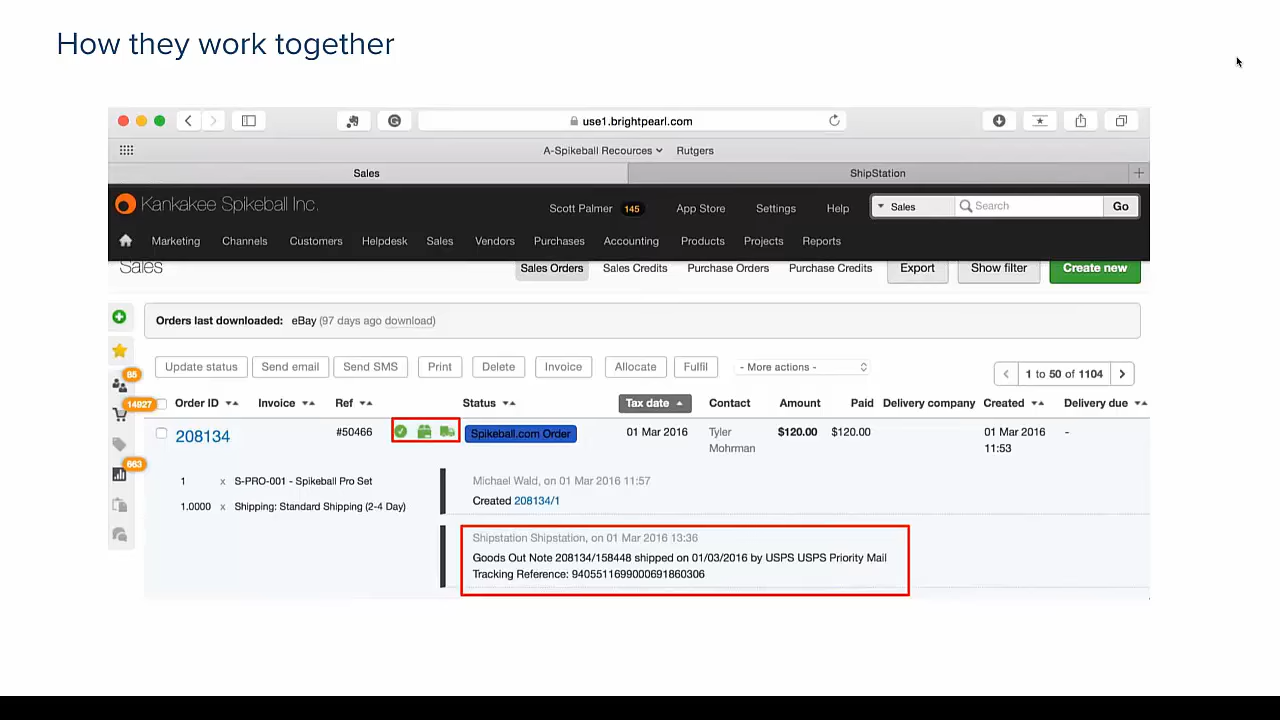 How they work together
use1.brightpearl.com
A-Spikeball Recources Rutgers
Sales ShipStation
Kankakee Spikeball Inc. Scott Palmer 145 App Store Settings Help Sales Search Go
Marketing Channels Customers Helpdesk Sales Vendors Purchases Accounting Products Projects Reports
Sales Sales Orders Sales Credits Purchase Orders Purchase Credits Export Show filter Create new
Orders last downloaded: eBay (97 days ago download)
Update status Send email Send SMS Print Delete Invoice Allocate Fulfil - More actions - 1 to 50 of 1104
86
14927 Order ID Invoice Ref Status Tax date Contact Amount Paid Delivery company Created Delivery due
208134 #50466 Spikeball.com Order 01 Mar 2016 Tyler $120.00 $120.00 01 Mar 2016 -
Mohrman 11:53
663
1 x S-PRO-001 - Spikeball Pro Set Michael Wald, on 01 Mar 2016 11:57
1.0000 x Shipping: Standard Shipping (2-4 Day) Created 208134/1
Shipstation Shipstation, on 01 Mar 2016 13:36
Goods Out Note 208134/158448 shipped on 01/03/2016 by USPS USPS Priority Mail
Tracking Reference: 9405511699000691860306